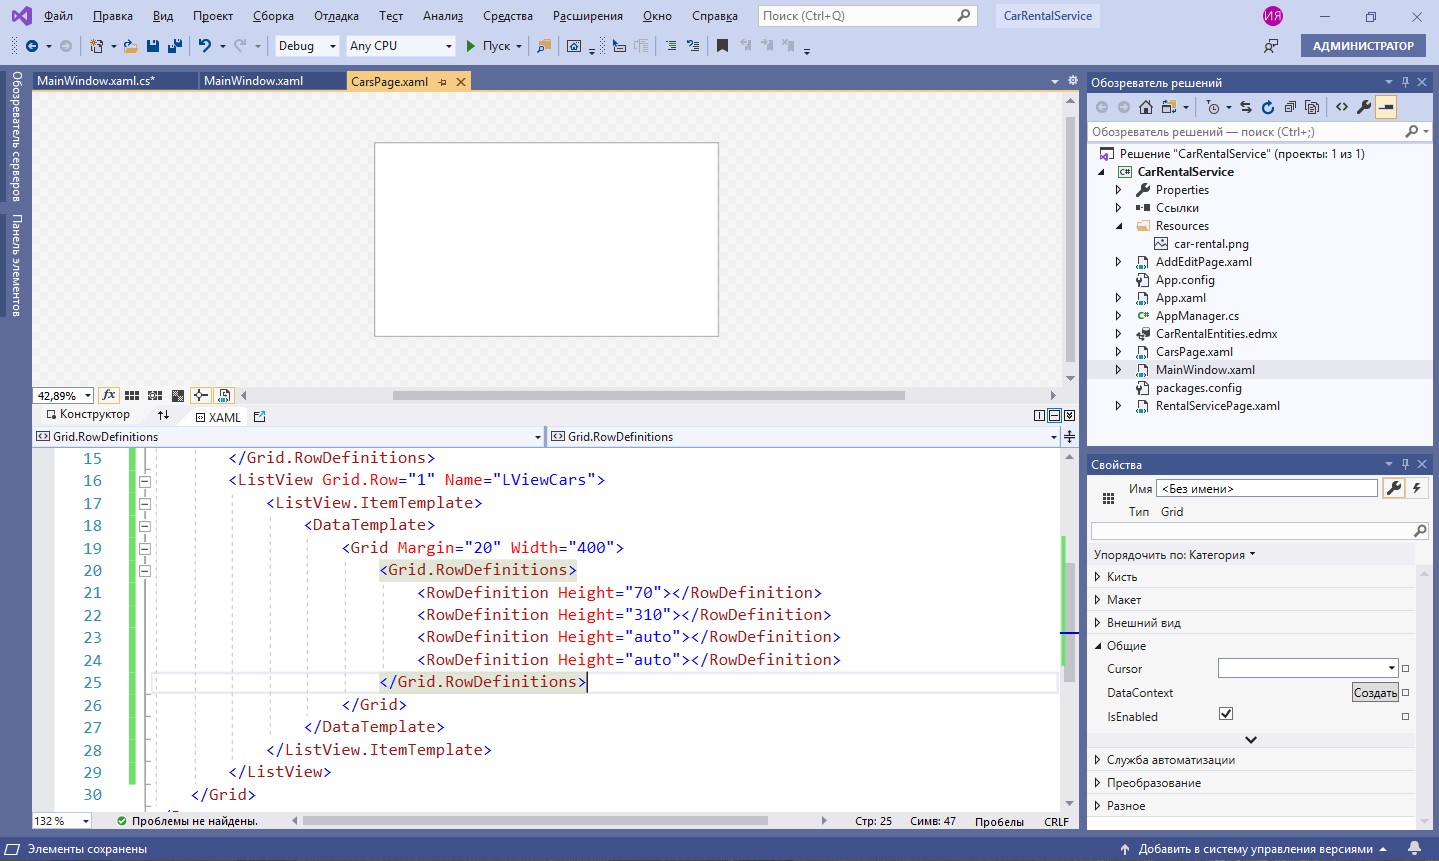 Файл Правка Вид Проект Сборка Отладка Тест Анализ Средства Расширения Окно Справка Поиск (Ctrl+Q) CarRentalService ИЯ
Debug Any CPU Пуск АДМИНИСТРАТОР
Обозреватель серверов
Панель элементов
MainWindow.xaml.cs* MainWindow.xaml CarsPage.xaml
42,89% fx
Конструктор XAML
Grid.RowDefinitions Grid.RowDefinitions
15 </Grid.RowDefinitions>
16 <ListView Grid.Row="1" Name="LViewCars">
17 <ListView.ItemTemplate>
18 <DataTemplate>
19 <Grid Margin="20" Width="400">
20 <Grid.RowDefinitions>
21 <RowDefinition Height="70"></RowDefinition>
22 <RowDefinition Height="310"></RowDefinition>
23 <RowDefinition Height="auto"></RowDefinition>
24 <RowDefinition Height="auto"></RowDefinition>
25 </Grid.RowDefinitions>
26 </Grid>
27 </DataTemplate>
28 </ListView.ItemTemplate>
29 </ListView>
30 </Grid>
132 % Проблемы не найдены. Стр: 25 Симв: 47 Пробелы CRLF
Обозреватель решений
Обозреватель решений — поиск (Ctrl+;)
Решение "CarRentalService" (проекты: 1 из 1)
C# CarRentalService
Properties
Ссылки
Resources
car-rental.png
AddEditPage.xaml
App.config
App.xaml
C# AppManager.cs
CarRentalEntities.edmx
CarsPage.xaml
MainWindow.xaml
packages.config
RentalServicePage.xaml
Свойства
Имя <Без имени>
Тип Grid
Упорядочить по: Категория
Кисть
Макет
Внешний вид
Общие
Cursor
DataContext Создать
IsEnabled
Служба автоматизации
Преобразование
Разное
Элементы сохранены Добавить в систему управления версиями